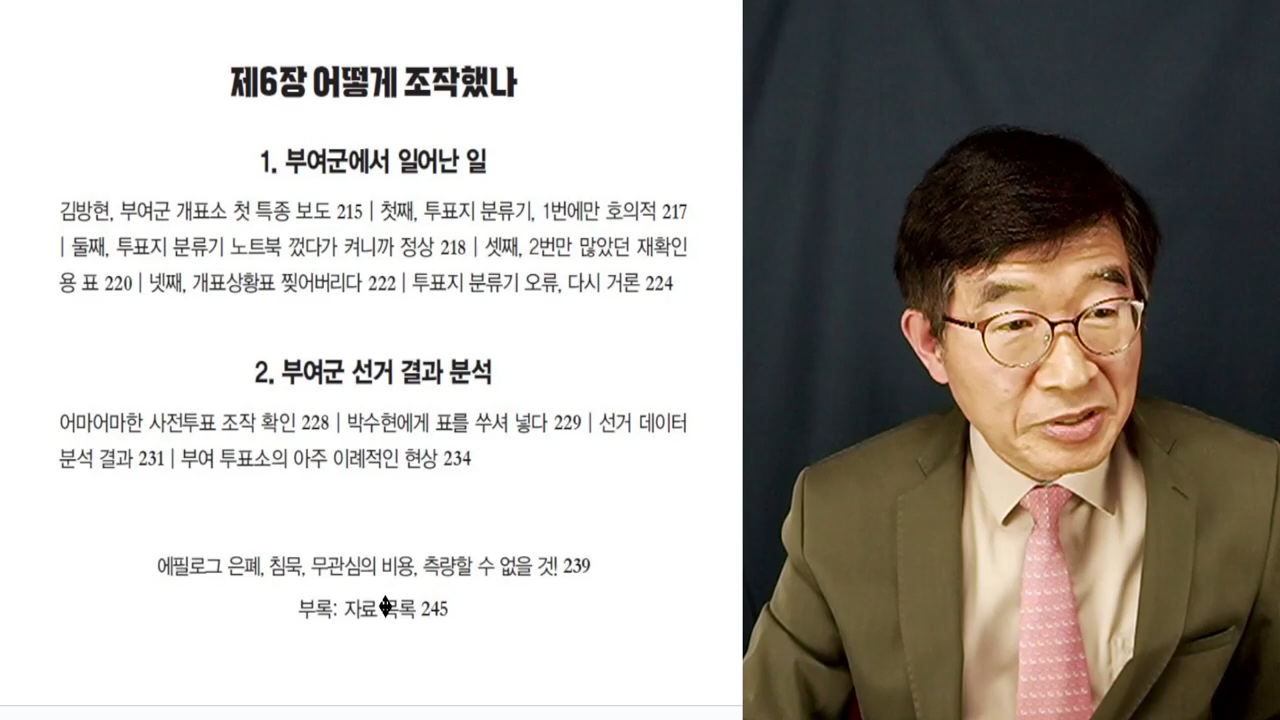 제6장 어떻게 조작했나
1. 부여군에서 일어난 일
김방현, 부여군 개표소 첫 특종 보도 215 | 첫째, 투표지 분류기, 1번에만 호의적 217
| 둘째, 투표지 분류기 노트북 껐다가 켜니까 정상 218 | 셋째, 2번만 많았던 재확인
용 표 220 | 넷째, 개표상황표 찢어버리다 222 | 투표지 분류기 오류, 다시 거론 224
2. 부여군 선거 결과 분석
어마어마한 사전투표 조작 확인 228 | 박수현에게 표를 쑤셔 넣다 229 | 선거 데이터
분석 결과 231 | 부여 투표소의 아주 이례적인 현상 234
에필로그 은폐, 침묵, 무관심의 비용, 측량할 수 없을 것! 239
부록: 자료 목록 245